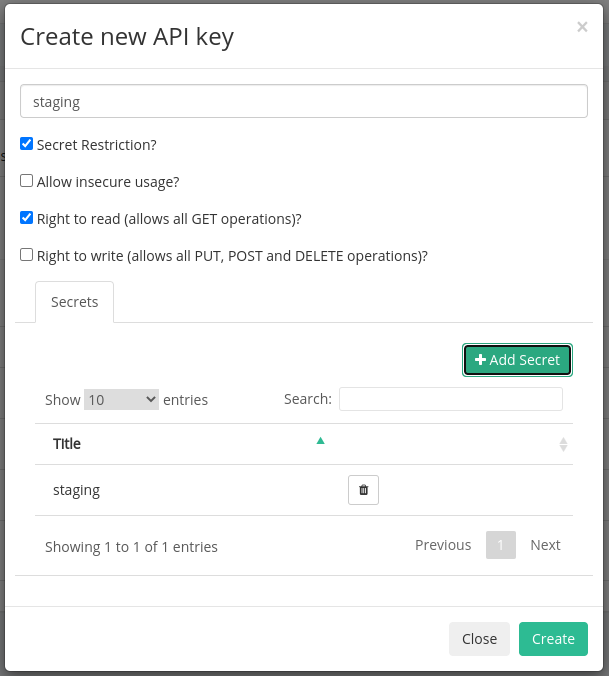 Create new API key
×
staging
Secret Restriction?
Allow insecure usage?
Right to read (allows all GET operations)?
Right to write (allows all PUT, POST and DELETE operations)?
Secrets
Add Secret
Show 10 entries Search:
TItle
staging
Showing 1 to 1 of 1 entries Previous 1 Next
Close Create